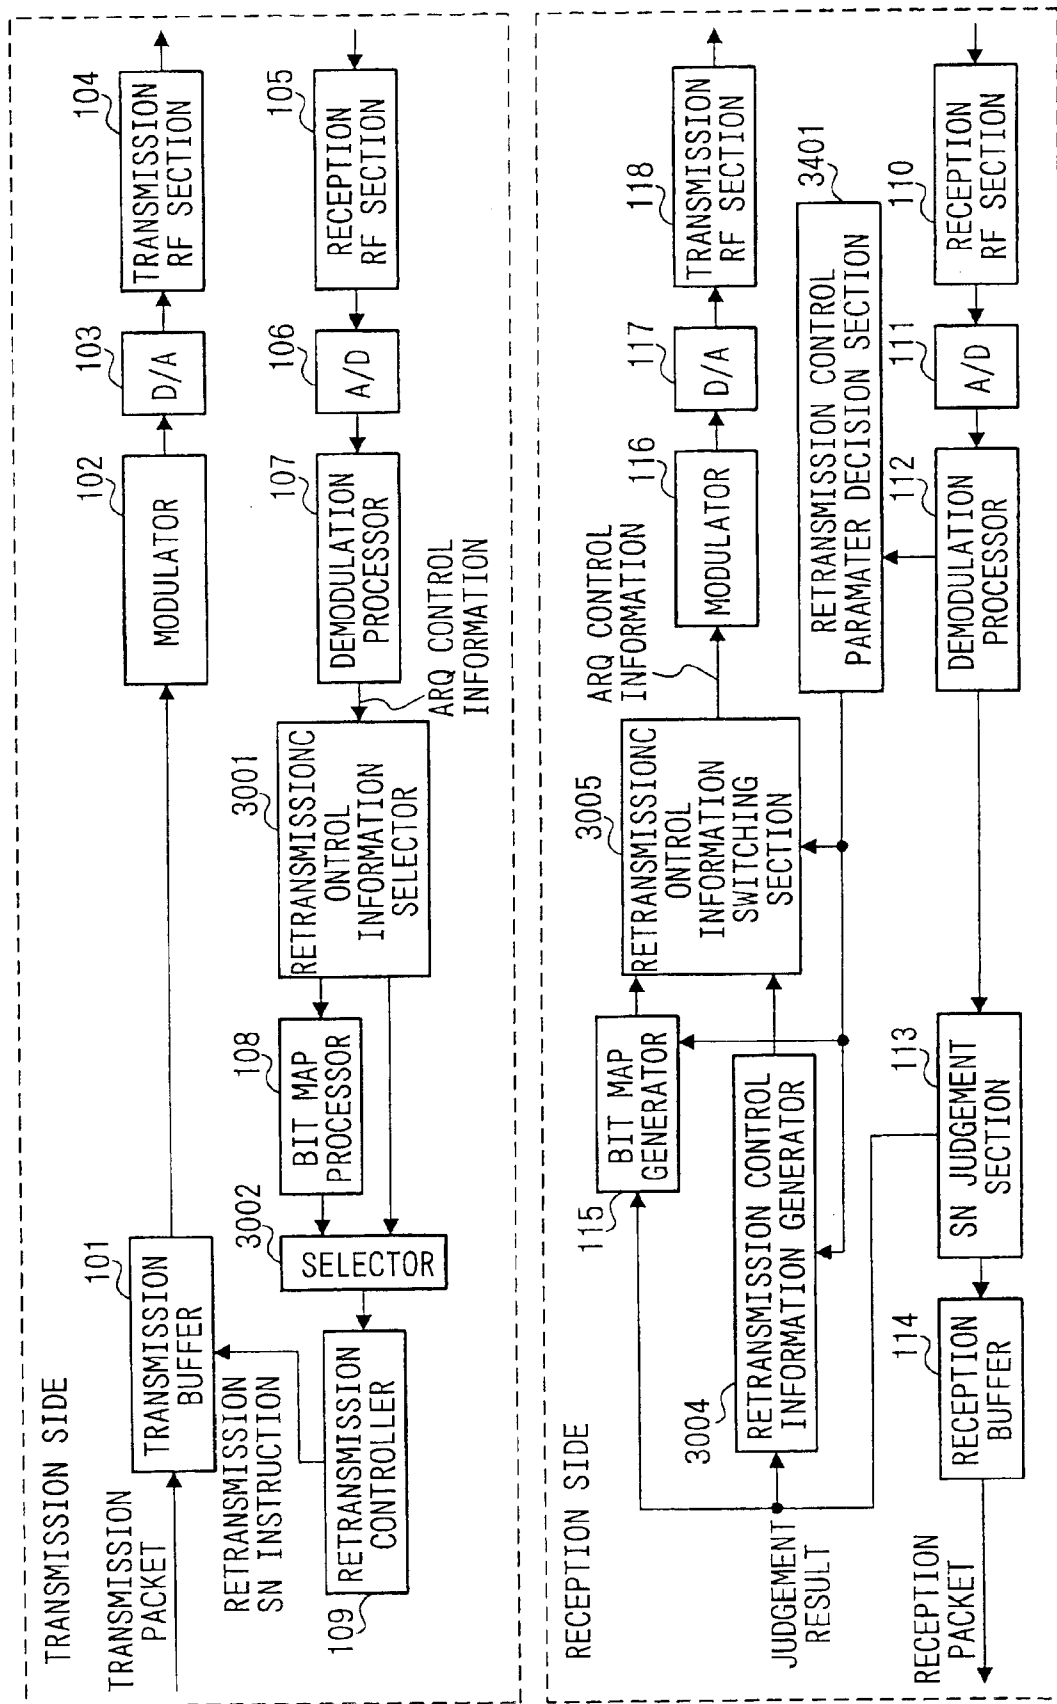 TRANSMISSION SIDE
TRANSMISSION
PACKET
101
TRANSMISSION
BUFFER
102
MODULATOR
103
D/A
104
TRANSMISSION
RF SECTION
105
RECEPTION
RF SECTION
106
A/D
107
DEMODULATION
PROCESSOR
ARQ CONTROL
INFORMATION
3001
RETRANSMISSIONC
ONTROL
INFORMATION
SELECTOR
108
BIT MAP
PROCESSOR
3002
SELECTOR
RETRANSMISSION
SN INSTRUCTION
RETRANSMISSION
CONTROLLER
109
RECEPTION SIDE
115
BIT MAP
GENERATOR
3005
RETRANSMISSIONC
ONTROL
INFORMATION
SWITCHING
SECTION
ARQ CONTROL
INFORMATION
116
MODULATOR
117
D/A
118
TRANSMISSION
RF SECTION
JUDGEMENT
RESULT
3004
RETRANSMISSION CONTROL
INFORMATION GENERATOR
RETRANSMISSION CONTROL
PARAMATER DECISION SECTION
3401
RECEPTION
PACKET
114
RECEPTION
BUFFER
113
SN JUDGEMENT
SECTION
112
DEMODULATION
PROCESSOR
111
A/D
110
RECEPTION
RF SECTION